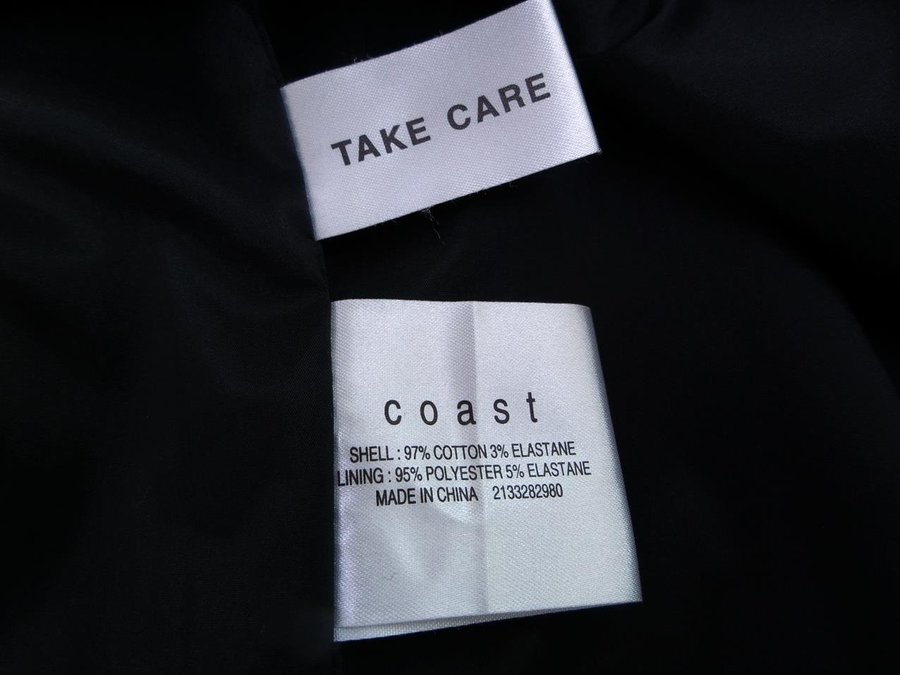 TAKE CARE
coast
SHELL : 97% COTTON 3% ELASTANE
LINING : 95% POLYESTER 5% ELASTANE
MADE IN CHINA 2133282980